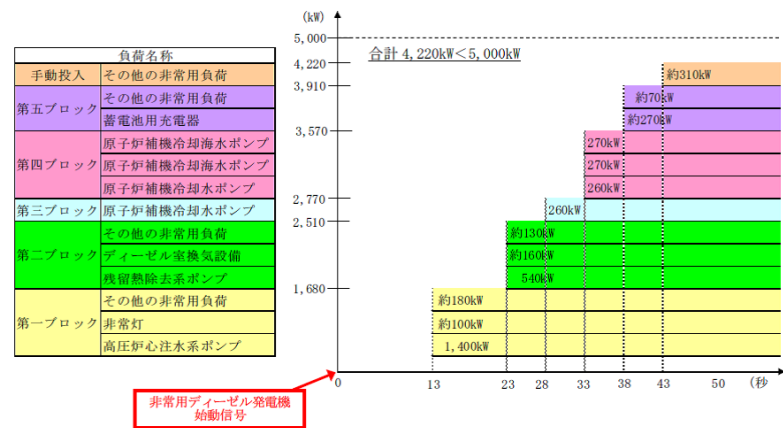 (kW)
5,000
合計 4,220kW＜5,000kW
負荷名称
4,220
手動投入 その他の非常用負荷 約310kW
3,910
第五ブロック その他の非常用負荷 約70kW
蓄電池用充電器 約270kW
3,570
第四ブロック 原子炉補機冷却海水ポンプ 270kW
原子炉補機冷却海水ポンプ 270kW
原子炉補機冷却水ポンプ 260kW
2,770
第三ブロック 原子炉補機冷却水ポンプ 260kW
2,510
第二ブロック その他の非常用負荷 約130kW
ディーゼル室換気設備 約160kW
残留熱除去系ポンプ 540kW
1,680
第一ブロック その他の非常用負荷 約180kW
非常灯 約100kW
高圧炉心注水系ポンプ 1,400kW
0 13 23 28 33 38 43 50 (秒
非常用ディーゼル発電機
始動信号